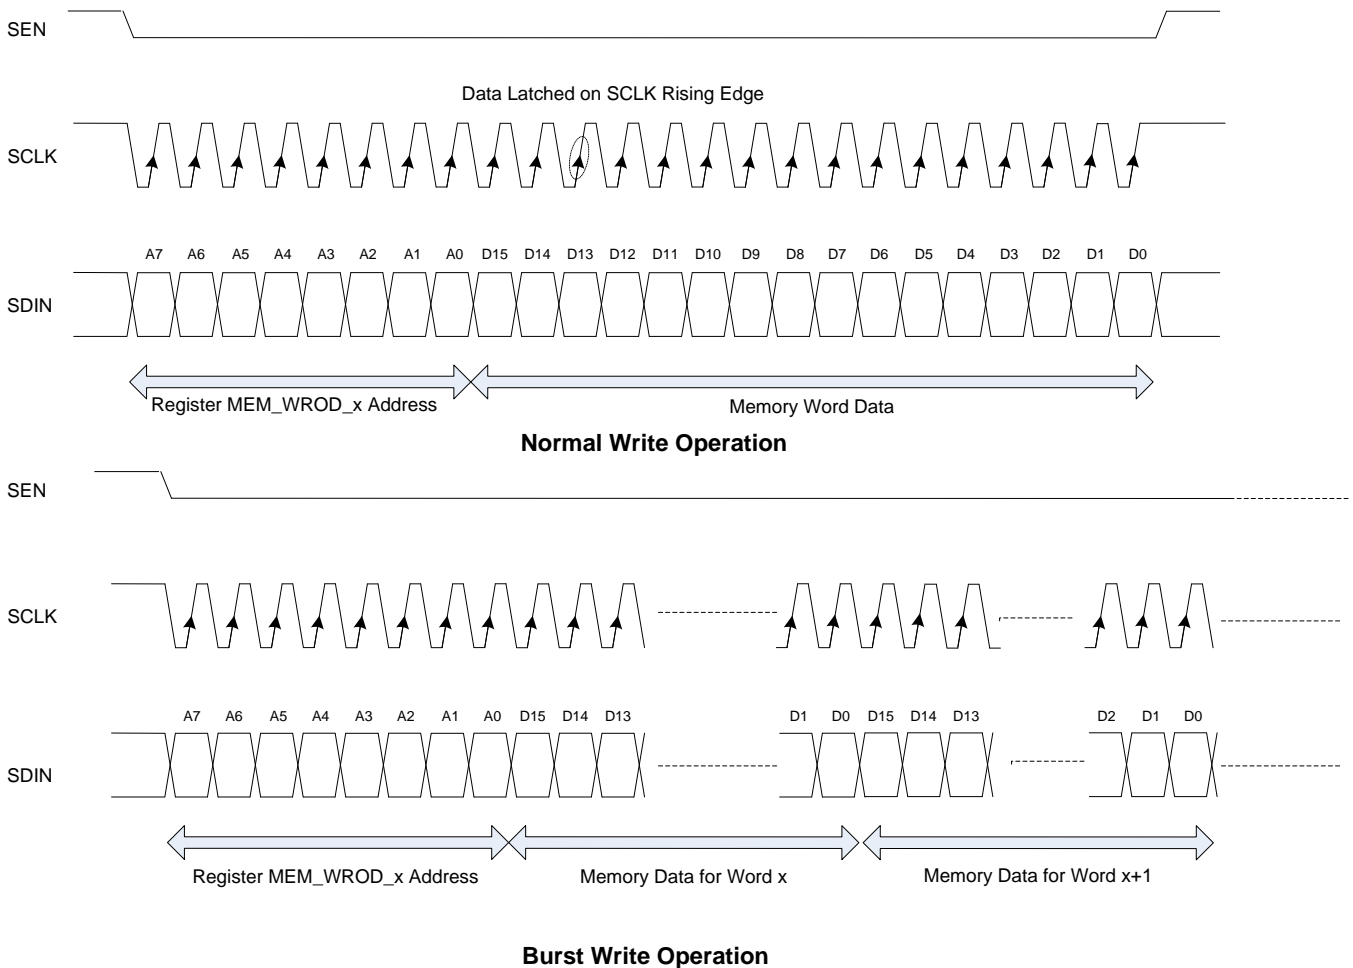 SEN
Data Latched on SCLK Rising Edge
SCLK
A7 A6 A5 A4 A3 A2 A1 A0 D15 D14 D13 D12 D11 D10 D9 D8 D7 D6 D5 D4 D3 D2 D1 D0
SDIN
Register MEM_WROD_x Address Memory Word Data
Normal Write Operation
SEN
SCLK
A7 A6 A5 A4 A3 A2 A1 A0 D15 D14 D13 D1 D0 D15 D14 D13 D2 D1 D0
SDIN
Register MEM_WROD_x Address Memory Data for Word x Memory Data for Word x+1
Burst Write Operation